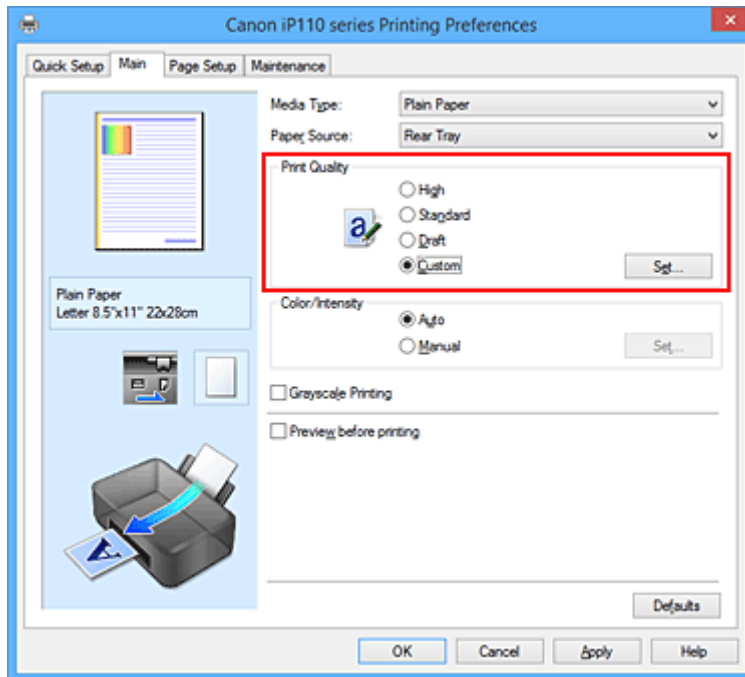 Canon iP110 series Printing Preferences
Quick Setup Main Page Setup Maintenance
Media Type: Plain Paper
Paper Source: Rear Tray
Print Quality
High
a Standard
Draft
Custom Set...
Plain Paper
Letter 8.5"x11" 22x28cm
Color/Intensity
Auto
Manual Set...
Grayscale Printing
Preview before printing
A
Defaults
OK Cancel Apply Help